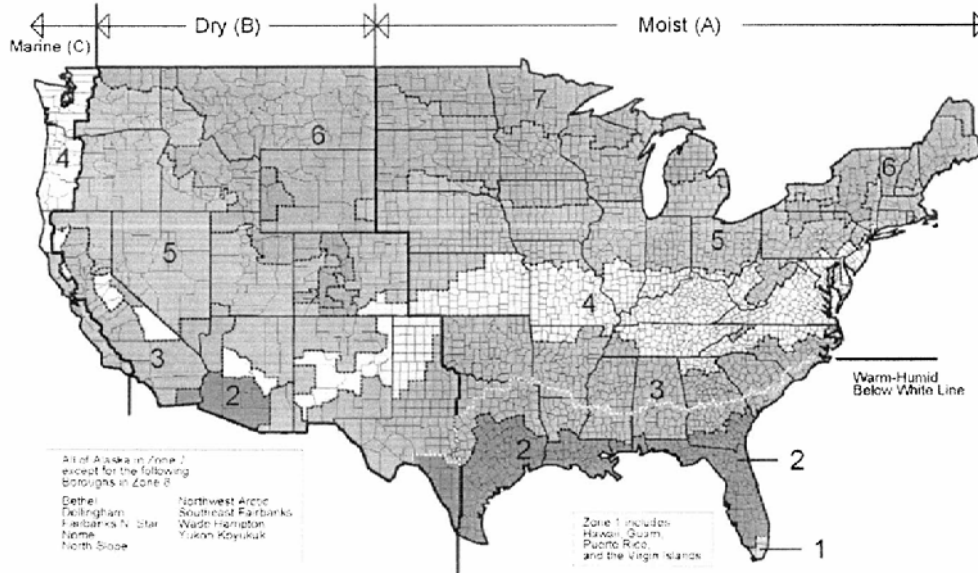 Dry (B)
Moist (A)
Marine (C)
7
6
4
6
5
5
4
3
3
2
Warm-Humid
Below White Line
2
2
1
All of Alaska in Zone 7
except for the following
Boroughs in Zone 8
Bethel
Dellingham
Fairbanks N. Star
Nome
North Slope
Northwest Arctic
Southeast Fairbanks
Wade Hampton
Yukon Koyukuk
Zone 1 includes
Hawaii, Guam,
Puerto Rico,
and the Virgin Islands